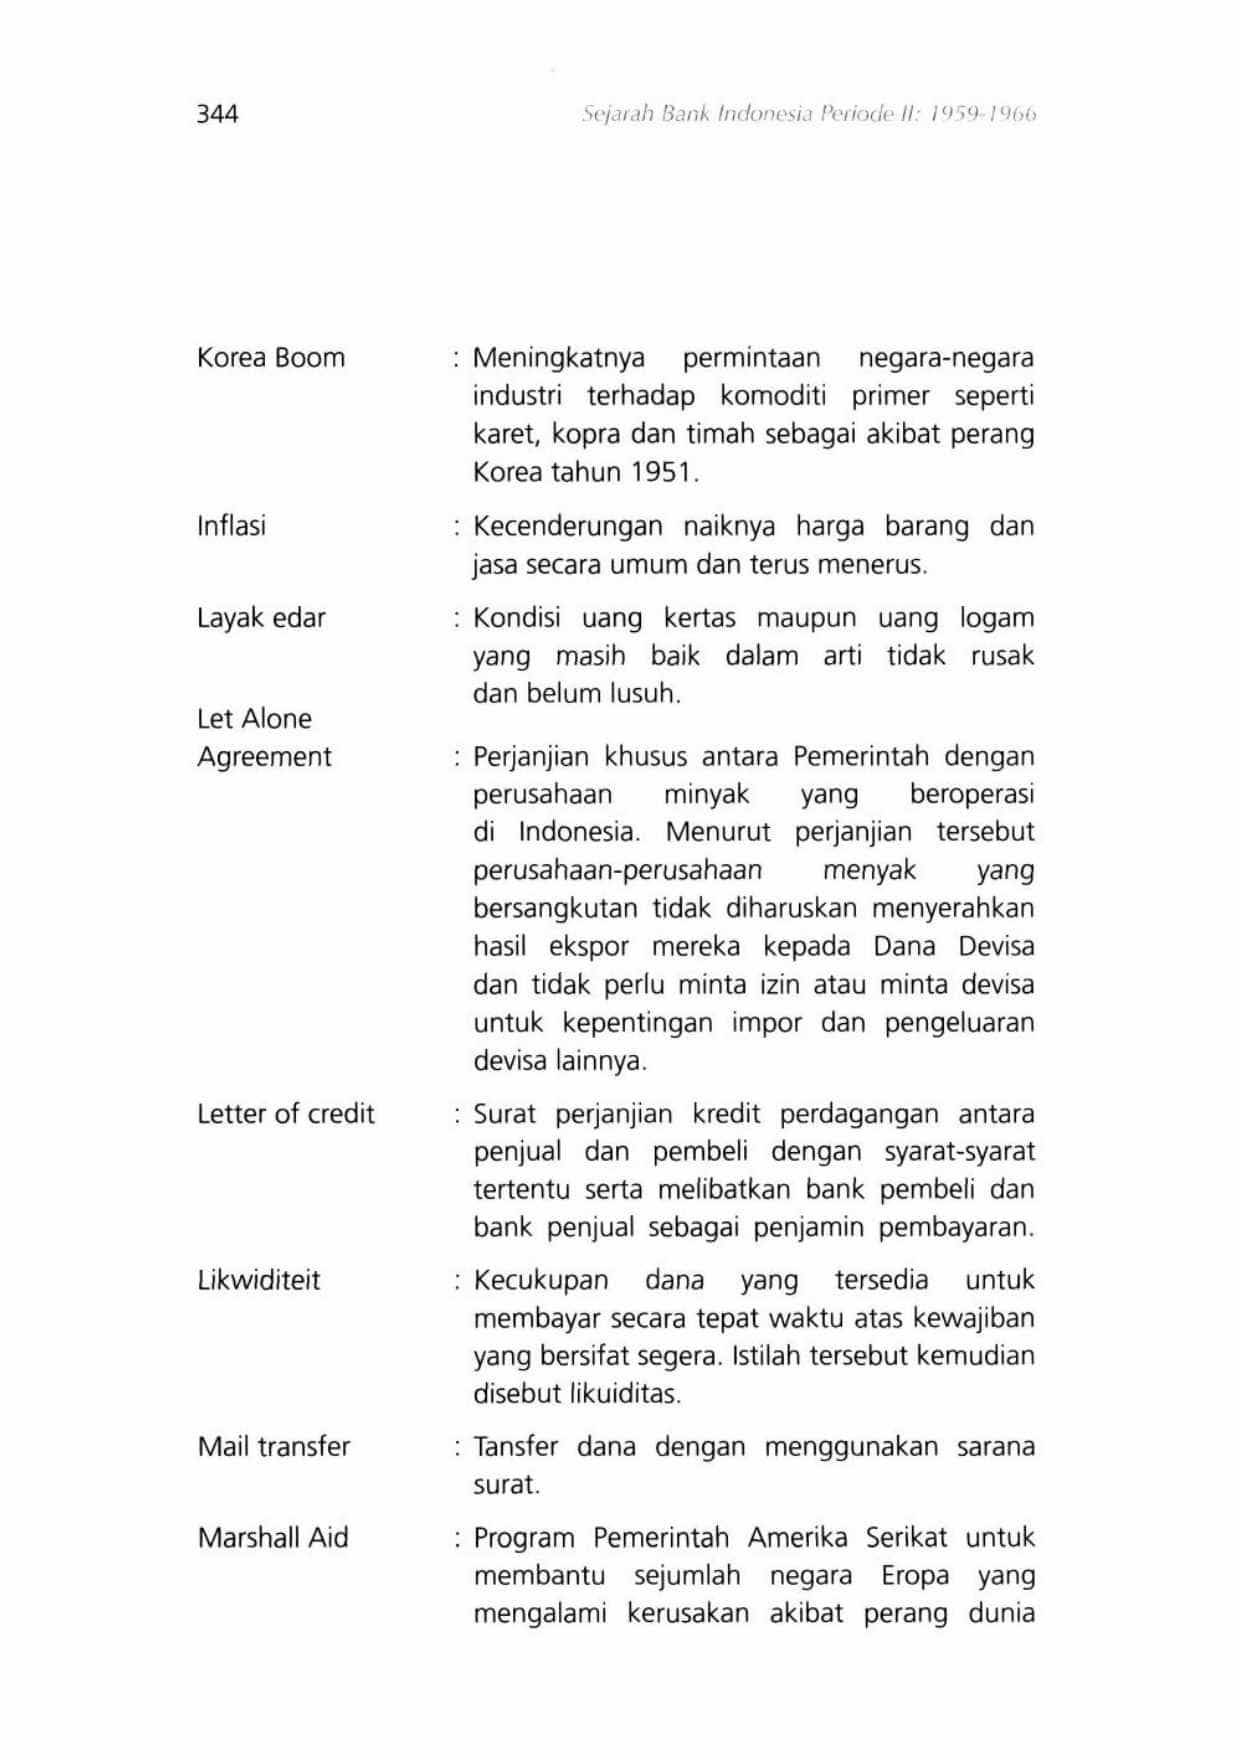 344 Sejarah Bank Indonesia Periode II: 1959-1966
Korea Boom : Meningkatnya permintaan negara-negara
industri terhadap komoditi primer seperti
karet, kopra dan timah sebagai akibat perang
Korea tahun 1951.
Inflasi : Kecenderungan naiknya harga barang dan
jasa secara umum dan terus menerus.
Layak edar : Kondisi uang kertas maupun uang logam
yang masih baik dalam arti tidak rusak
dan belum lusuh.
Let Alone
Agreement : Perjanjian khusus antara Pemerintah dengan
perusahaan minyak yang beroperasi
di Indonesia. Menurut perjanjian tersebut
perusahaan-perusahaan menyak yang
bersangkutan tidak diharuskan menyerahkan
hasil ekspor mereka kepada Dana Devisa
dan tidak perlu minta izin atau minta devisa
untuk kepentingan impor dan pengeluaran
devisa lainnya.
Letter of credit : Surat perjanjian kredit perdagangan antara
penjual dan pembeli dengan syarat-syarat
tertentu serta melibatkan bank pembeli dan
bank penjual sebagai penjamin pembayaran.
Likwiditeit : Kecukupan dana yang tersedia untuk
membayar secara tepat waktu atas kewajiban
yang bersifat segera. Istilah tersebut kemudian
disebut likuiditas.
Mail transfer : Tansfer dana dengan menggunakan sarana
surat.
Marshall Aid : Program Pemerintah Amerika Serikat untuk
membantu sejumlah negara Eropa yang
mengalami kerusakan akibat perang dunia